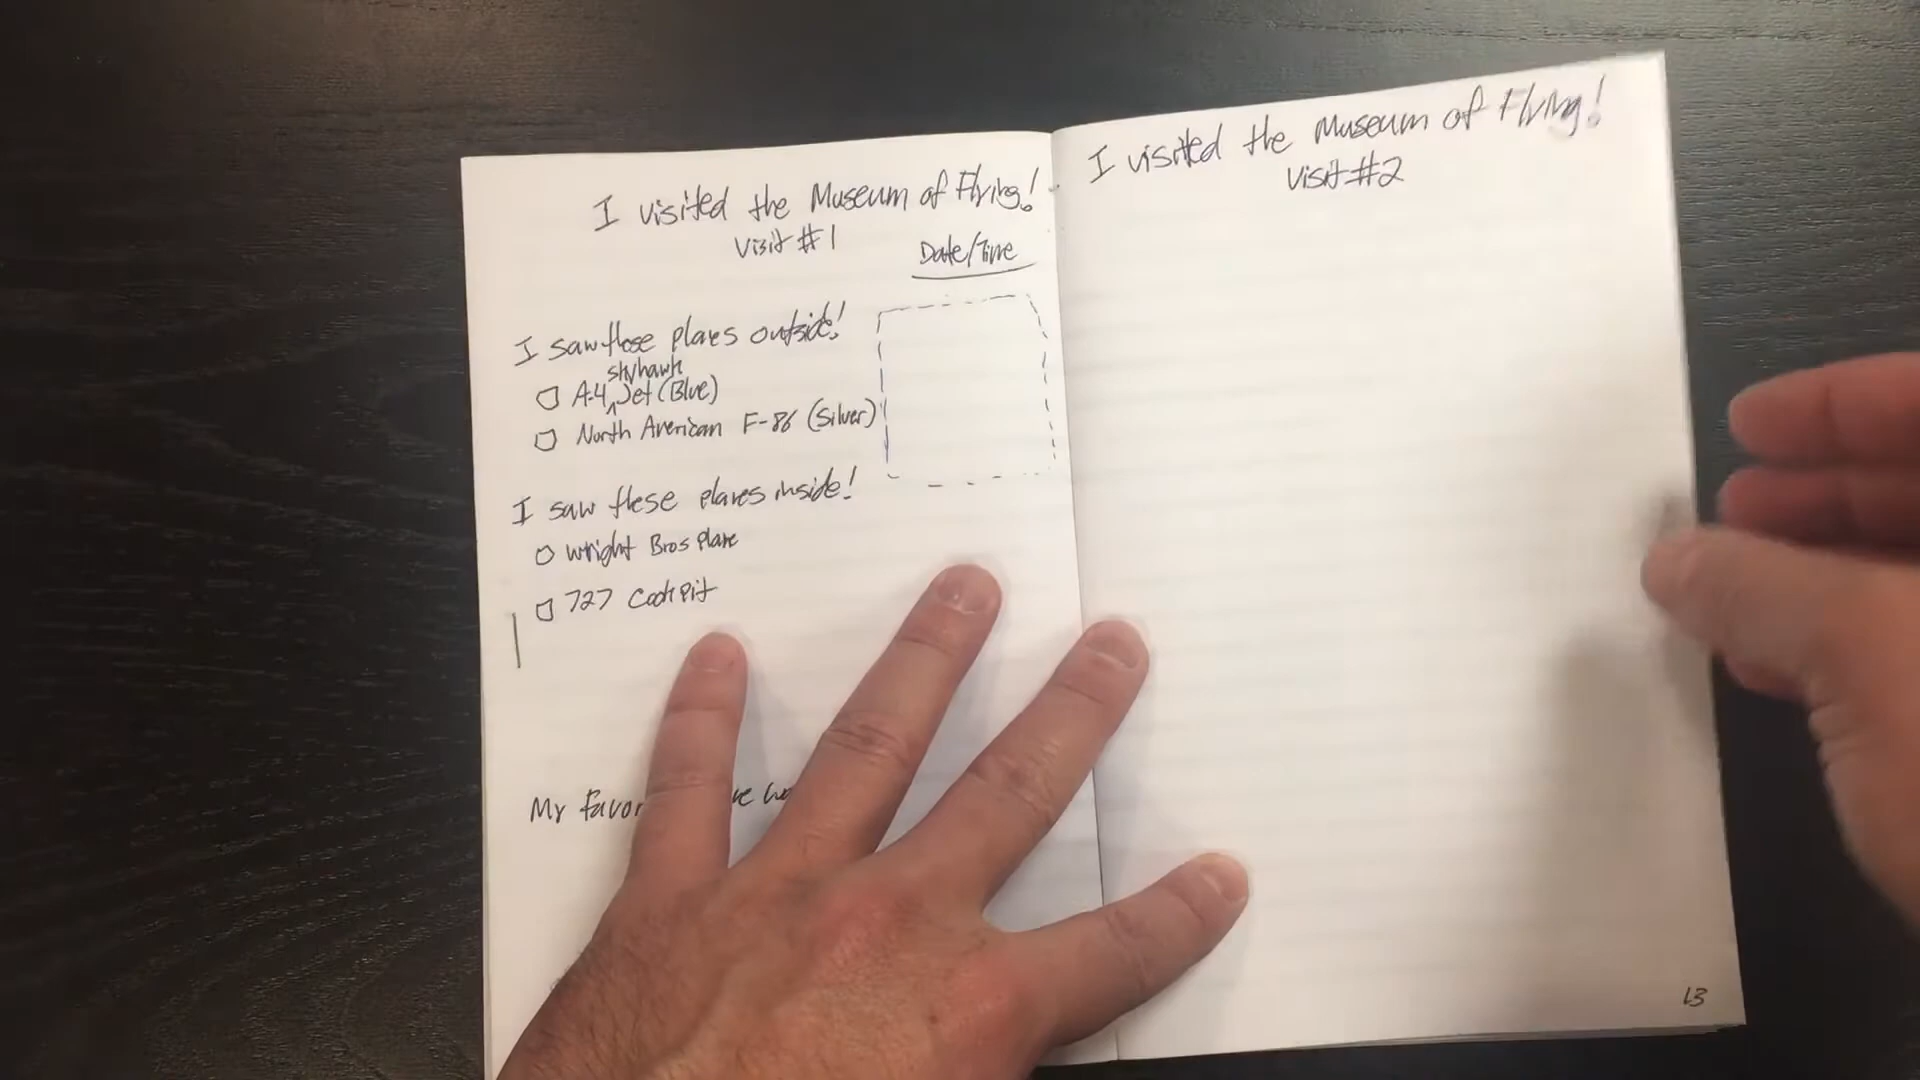 I visited the Museum of Flying!
Visit #1
Date/Time
I saw these planes outside!
skyhawk
A-4 Jet (Blue)
North American F-86 (Silver)
I saw these planes inside!
Wright Bros plane
727 Cockpit
My
I visited the Museum of Flying!
Visit #2
13